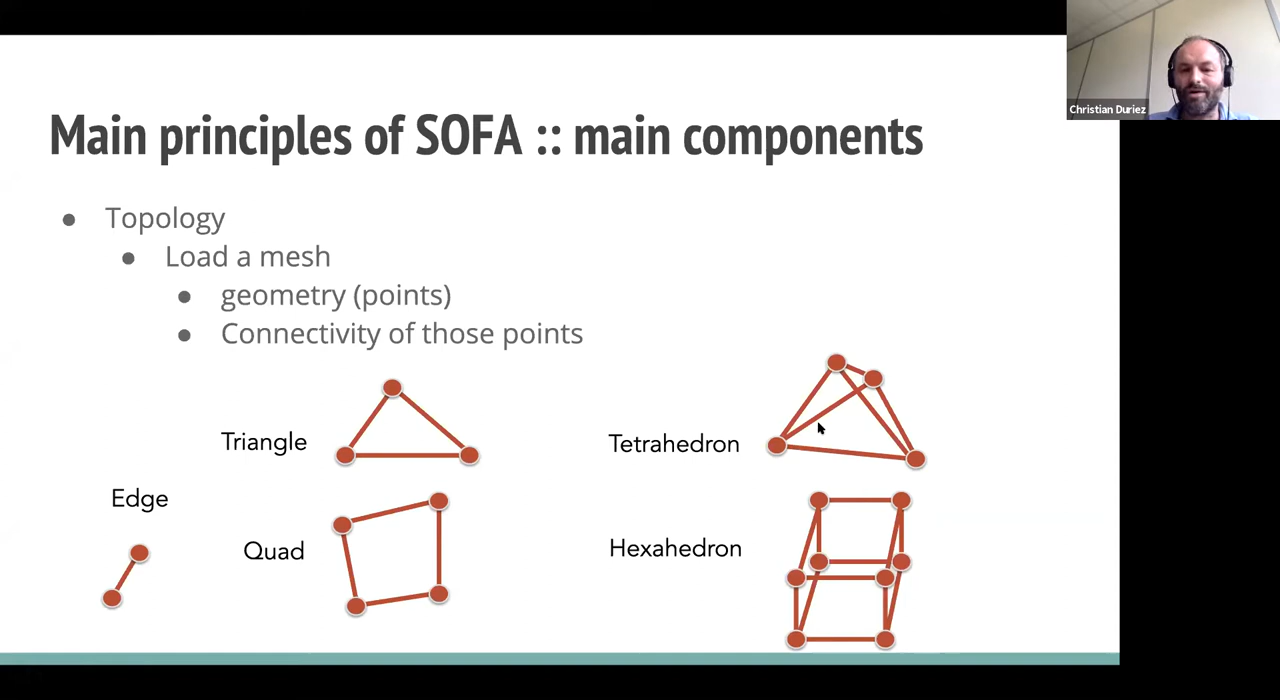 Christian Duriez
Main principles of SOFA :: main components
Topology
Load a mesh
geometry (points)
Connectivity of those points
Triangle
Tetrahedron
Edge
Quad
Hexahedron